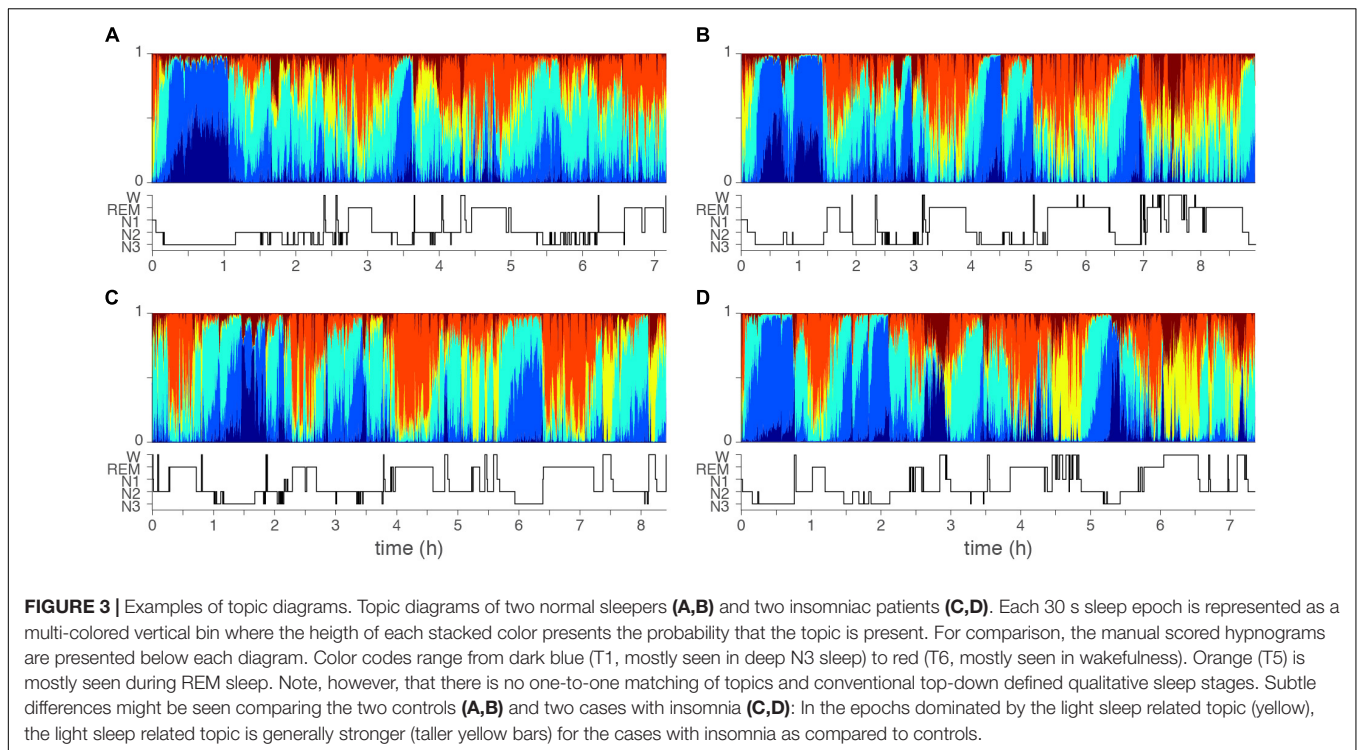 A
B
1
0
W
REM
N1
N2
N3
0 1 2 3 4 5 6 7
1
0
W
REM
N1
N2
N3
0 1 2 3 4 5 6 7 8
C
D
1
0
W
REM
N1
N2
N3
0 1 2 3 4 5 6 7 8
time (h)
1
0
W
REM
N1
N2
N3
0 1 2 3 4 5 6 7
time (h)
FIGURE 3 | Examples of topic diagrams. Topic diagrams of two normal sleepers (A,B) and two insomniac patients (C,D). Each 30 s sleep epoch is represented as a
multi-colored vertical bin where the heigth of each stacked color presents the probability that the topic is present. For comparison, the manual scored hypnograms
are presented below each diagram. Color codes range from dark blue (T1, mostly seen in deep N3 sleep) to red (T6, mostly seen in wakefulness). Orange (T5) is
mostly seen during REM sleep. Note, however, that there is no one-to-one matching of topics and conventional top-down defined qualitative sleep stages. Subtle
differences might be seen comparing the two controls (A,B) and two cases with insomnia (C,D): In the epochs dominated by the light sleep related topic (yellow),
the light sleep related topic is generally stronger (taller yellow bars) for the cases with insomnia as compared to controls.